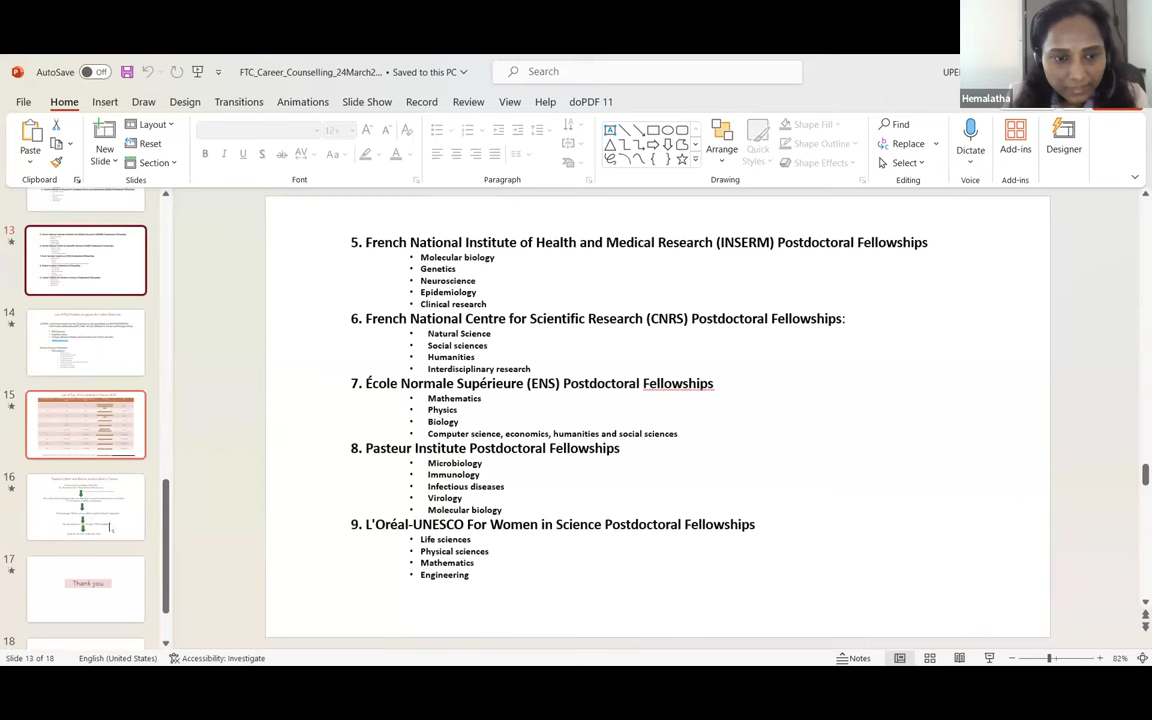 AutoSave Off FTC_Career_Counselling_24March2... • Saved to this PC Search UPE
Hemalatha
File Home Insert Draw Design Transitions Animations Slide Show Record Review View Help doPDF 11
Paste
Clipboard
New
Slide
Layout
Reset
Section
Slides
12+
Font
Paragraph
Arrange
Quick
Styles
Shape Fill
Shape Outline
Shape Effects
Drawing
Find
Replace
Select
Editing
Dictate
Voice
Add-ins
Add-ins
Designer
13
14
15
16
17
Thank you
18
5. French National Institute of Health and Medical Research (INSERM) Postdoctoral Fellowships
• Molecular biology
• Genetics
• Neuroscience
• Epidemiology
• Clinical research
6. French National Centre for Scientific Research (CNRS) Postdoctoral Fellowships:
• Natural Science
• Social sciences
• Humanities
• Interdisciplinary research
7. École Normale Supérieure (ENS) Postdoctoral Fellowships
• Mathematics
• Physics
• Biology
• Computer science, economics, humanities and social sciences
8. Pasteur Institute Postdoctoral Fellowships
• Microbiology
• Immunology
• Infectious diseases
• Virology
• Molecular biology
9. L'Oréal-UNESCO For Women in Science Postdoctoral Fellowships
• Life sciences
• Physical sciences
• Mathematics
• Engineering
Slide 13 of 18 English (United States) Accessibility: Investigate Notes 82%